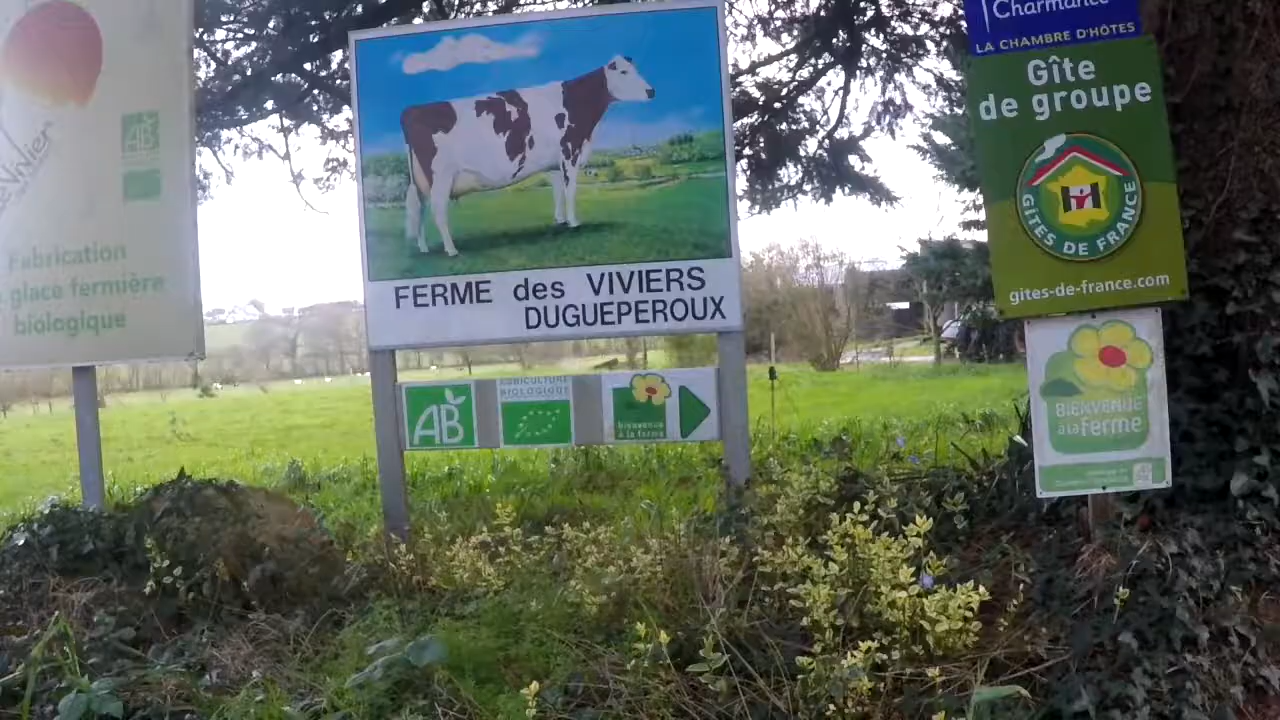 Vivier
AB
Fabrication
glace fermière
biologique
FERME des VIVIERS
DUGUEPEROUX
AB
AGRICULTURE
BIOLOGIQUE
bienvenue
à la ferme
Charmance
LA CHAMBRE D'HÔTES
Gîte
de groupe
GÎTES DE FRANCE
gites-de-france.com
BIENVENUE
à la ferme